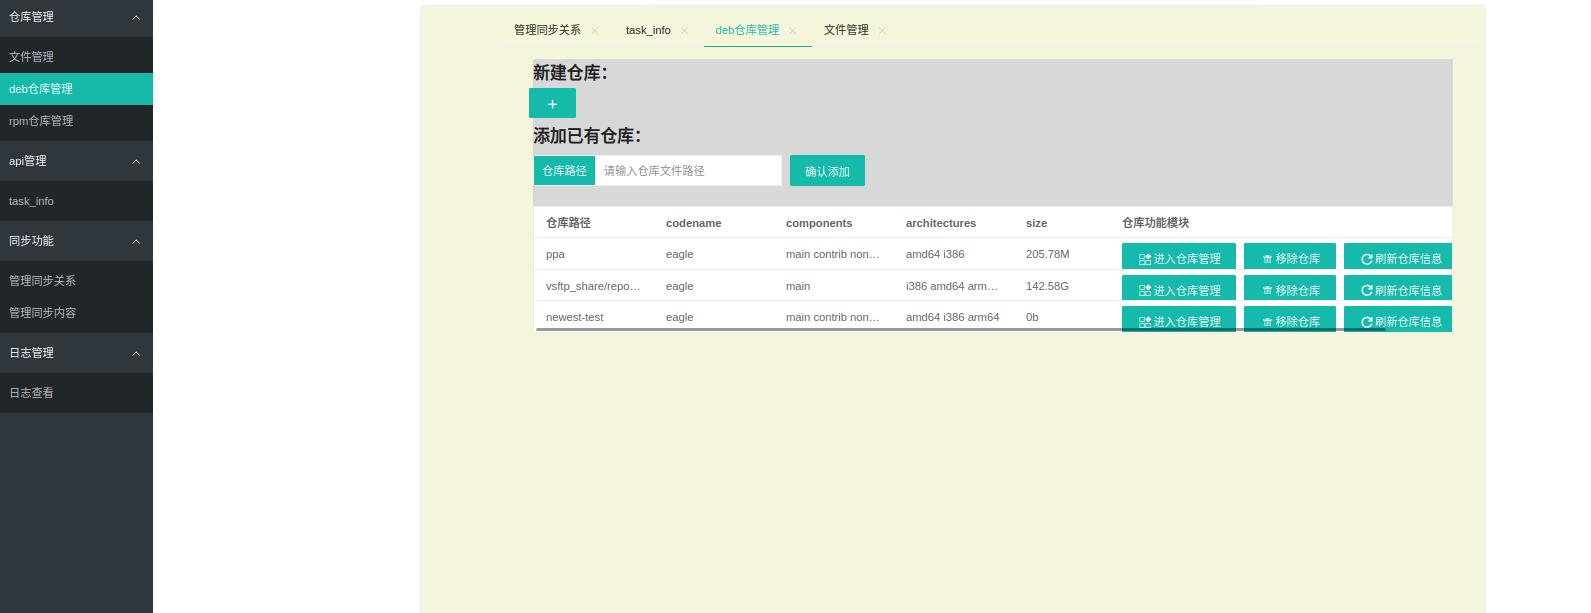 仓库管理
文件管理
deb仓库管理
rpm仓库管理
api管理
task_info
同步功能
管理同步关系
管理同步内容
日志管理
日志查看
管理同步关系 task_info deb仓库管理 文件管理
新建仓库：
+
添加已有仓库：
仓库路径 请输入仓库文件路径 确认添加
仓库路径 codename components architectures size 仓库功能模块
ppa eagle main contrib non… amd64 i386 205.78M 进入仓库管理 移除仓库 刷新仓库信息
vsftp_share/repo… eagle main i386 amd64 arm… 142.58G 进入仓库管理 移除仓库 刷新仓库信息
newest-test eagle main contrib non… amd64 i386 arm64 0b 进入仓库管理 移除仓库 刷新仓库信息